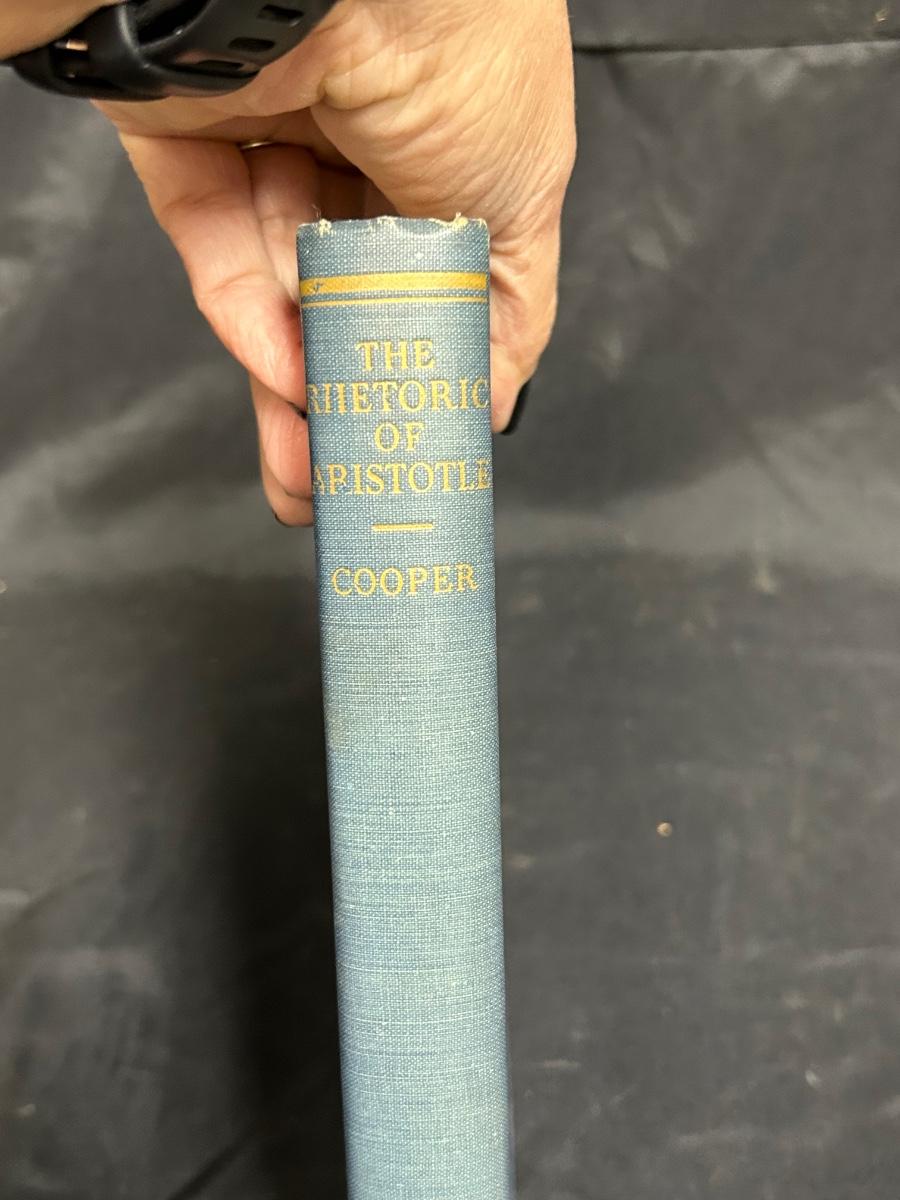 THE
RHETORIC
OF
ARISTOTLE
COOPER